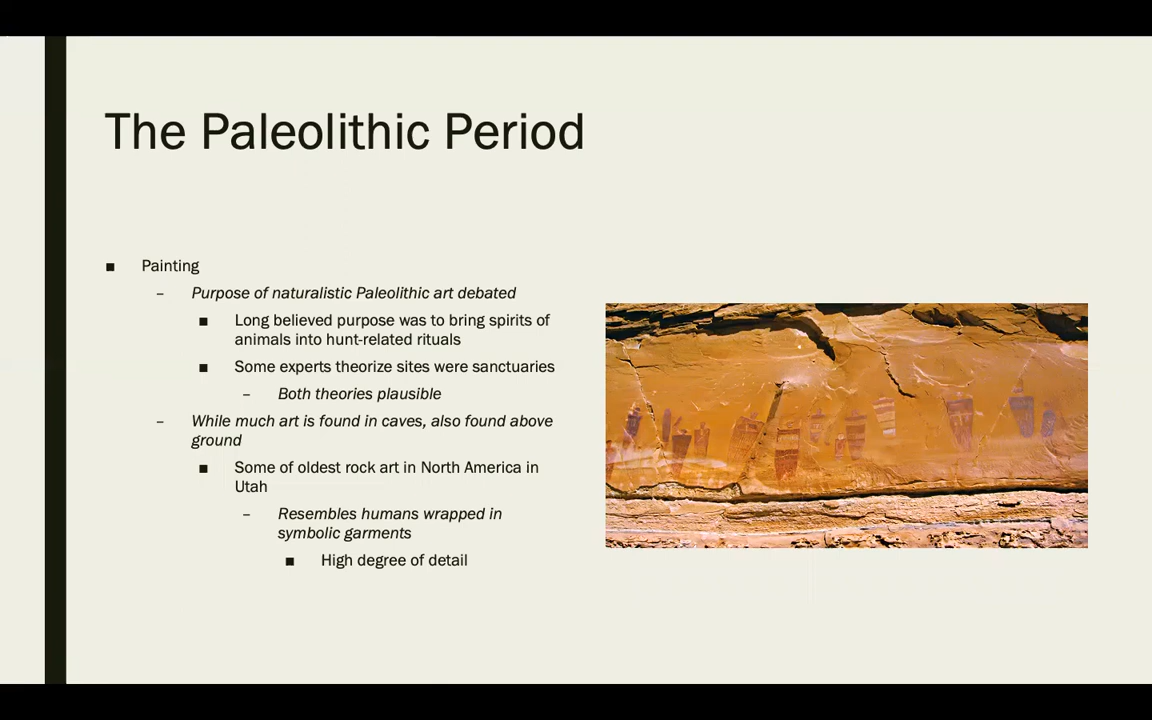 The Paleolithic Period
■ Painting
– Purpose of naturalistic Paleolithic art debated
■ Long believed purpose was to bring spirits of
animals into hunt-related rituals
■ Some experts theorize sites were sanctuaries
– Both theories plausible
– While much art is found in caves, also found above
ground
■ Some of oldest rock art in North America in
Utah
– Resembles humans wrapped in
symbolic garments
■ High degree of detail